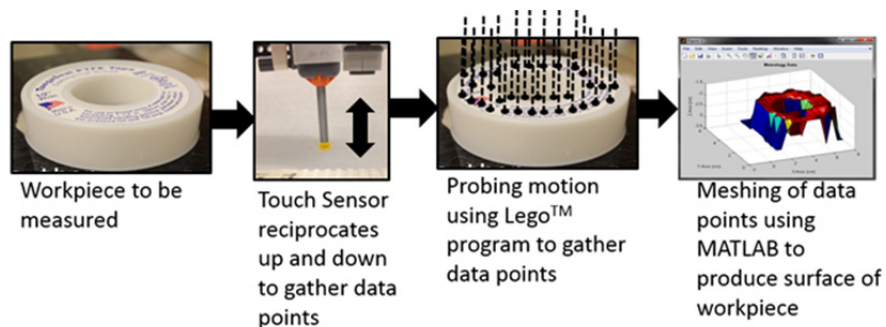 Workpiece to be
measured
Touch Sensor
reciprocates
up and down
to gather data
points
Probing motion
using Lego™
program to gather
data points
Meshing of data
points using
MATLAB to
produce surface of
workpiece